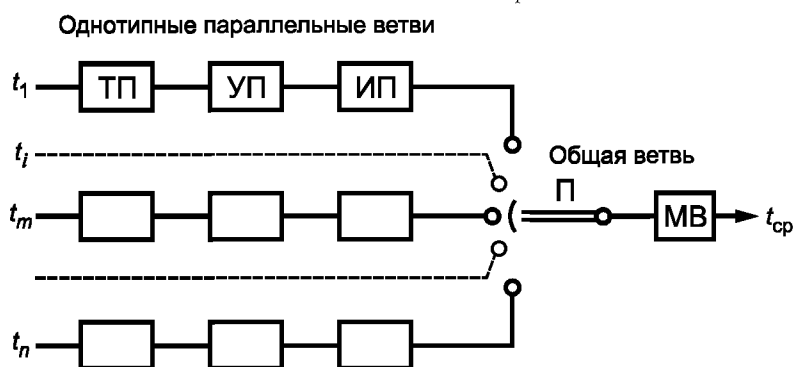 Однотипные параллельные ветви
t1 ТП УП ИП
ti Общая ветвь
П
tm МВ tср
tn